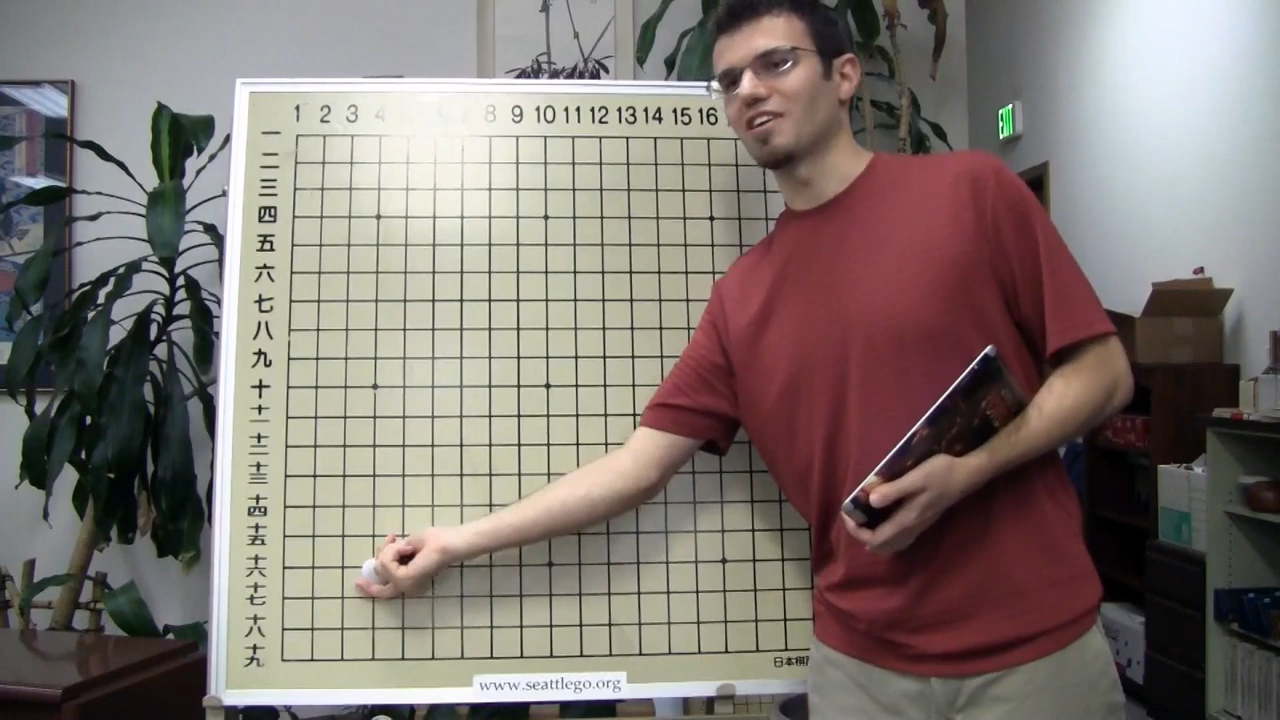 1 2 3 4 8 9 10 11 12 13 14 15 16
一
二
三
四
五
六
七
八
九
十
十一
十二
十三
十四
十五
十六
十七
十八
十九
EXIT
日本棋
www.seattlego.org